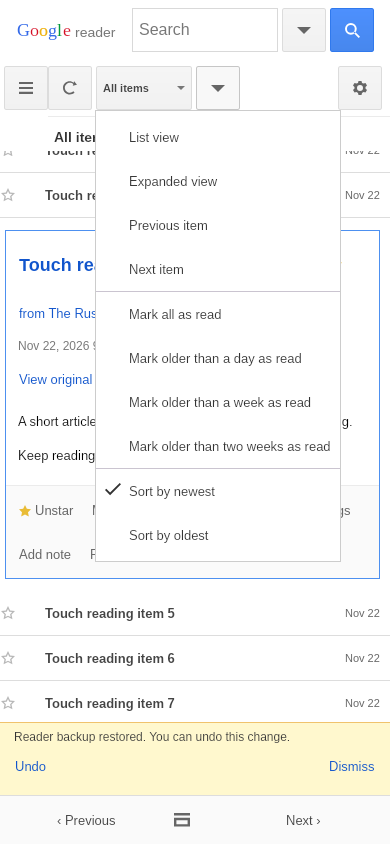 Google reader
Search
All items
All iter
Touch re
Nov 22
Touch re
Nov 22
List view
Expanded view
Previous item
Next item
Mark all as read
Mark older than a day as read
Mark older than a week as read
Mark older than two weeks as read
Sort by newest
Sort by oldest
Touch rea
from The Rus
Nov 22, 2026 9
View original
A short article
g.
Keep reading
Unstar
gs
Add note
Touch reading item 5
Nov 22
Touch reading item 6
Nov 22
Touch reading item 7
Nov 22
Reader backup restored. You can undo this change.
Undo
Dismiss
‹ Previous
Next ›